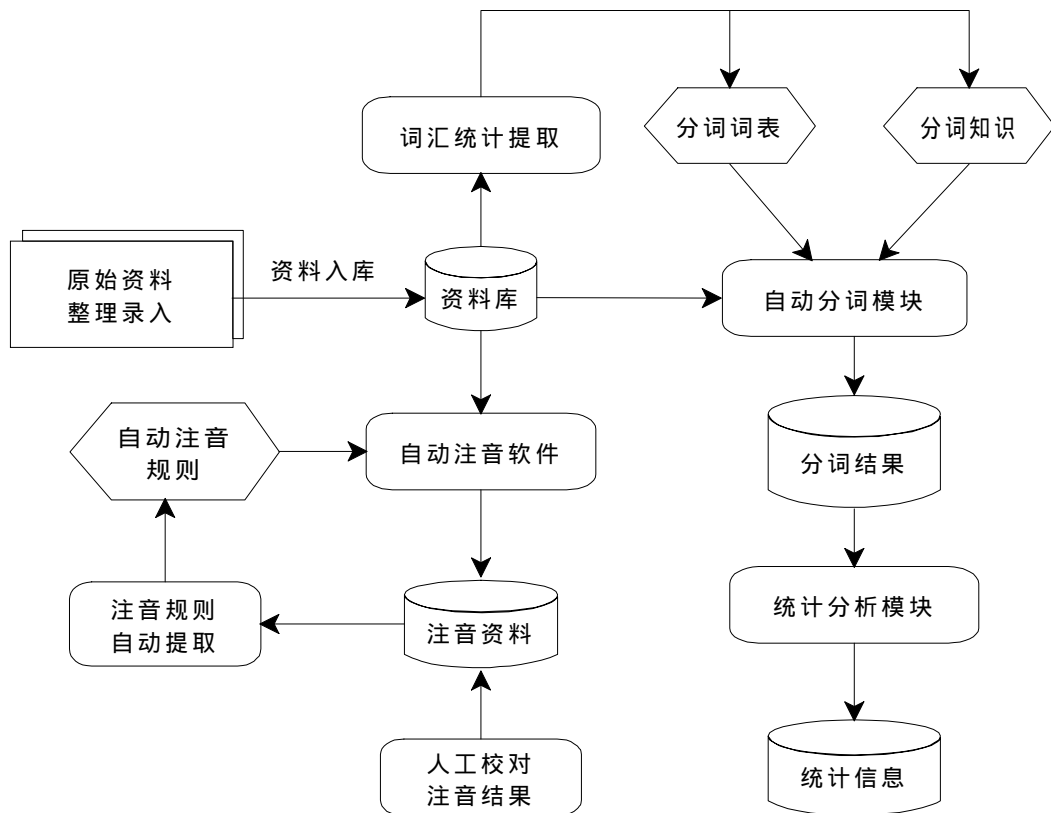 词汇统计提取
分词词表
分词知识
原始资料
整理录入
资料入库
资料库
自动分词模块
自动注音
规则
自动注音软件
分词结果
注音规则
自动提取
注音资料
统计分析模块
人工校对
注音结果
统计信息